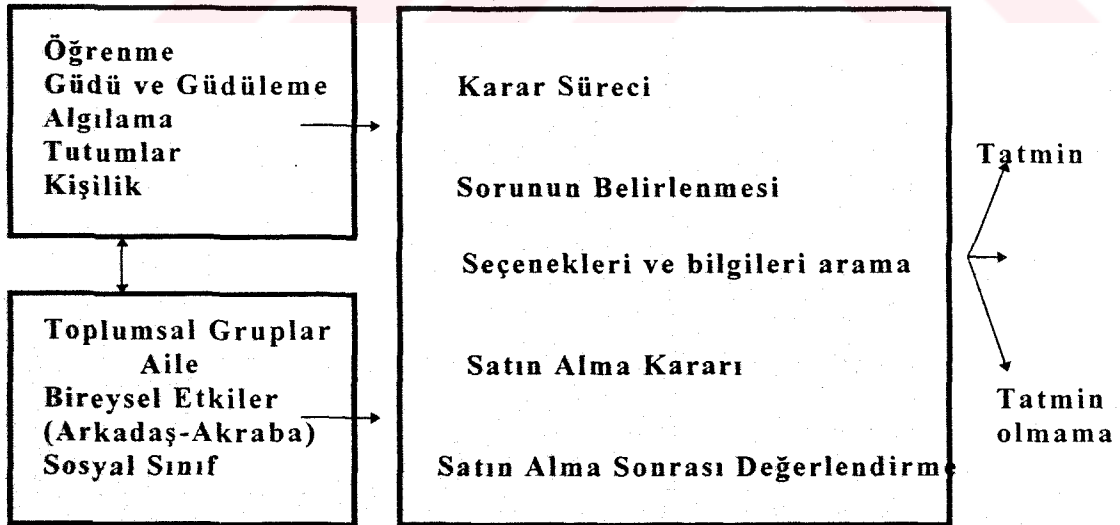 Öğrenme
Güdü ve Güdüleme
Algılama
Tutumlar
Kişilik
Toplumsal Gruplar
Aile
Bireysel Etkiler
(Arkadaş-Akraba)
Sosyal Sınıf
Karar Süreci
Sorunun Belirlenmesi
Seçenekleri ve bilgileri arama
Satın Alma Kararı
Satın Alma Sonrası Değerlendirme
Tatmin
Tatmin
olmama